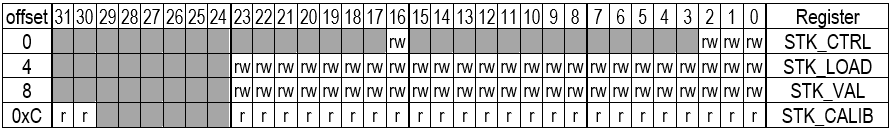 offset 31 30 29 28 27 26 25 24 23 22 21 20 19 18 17 16 15 14 13 12 11 10 9 8 7 6 5 4 3 2 1 0 Register
0 rw rw rw rw STK_CTRL
4 rw rw rw rw rw rw rw rw rw rw rw rw rw rw rw rw rw rw rw rw rw rw rw rw STK_LOAD
8 rw rw rw rw rw rw rw rw rw rw rw rw rw rw rw rw rw rw rw rw rw rw rw rw STK_VAL
0xC r r r r r r r r r r r r r r r r r r r r r r r r r r STK_CALIB